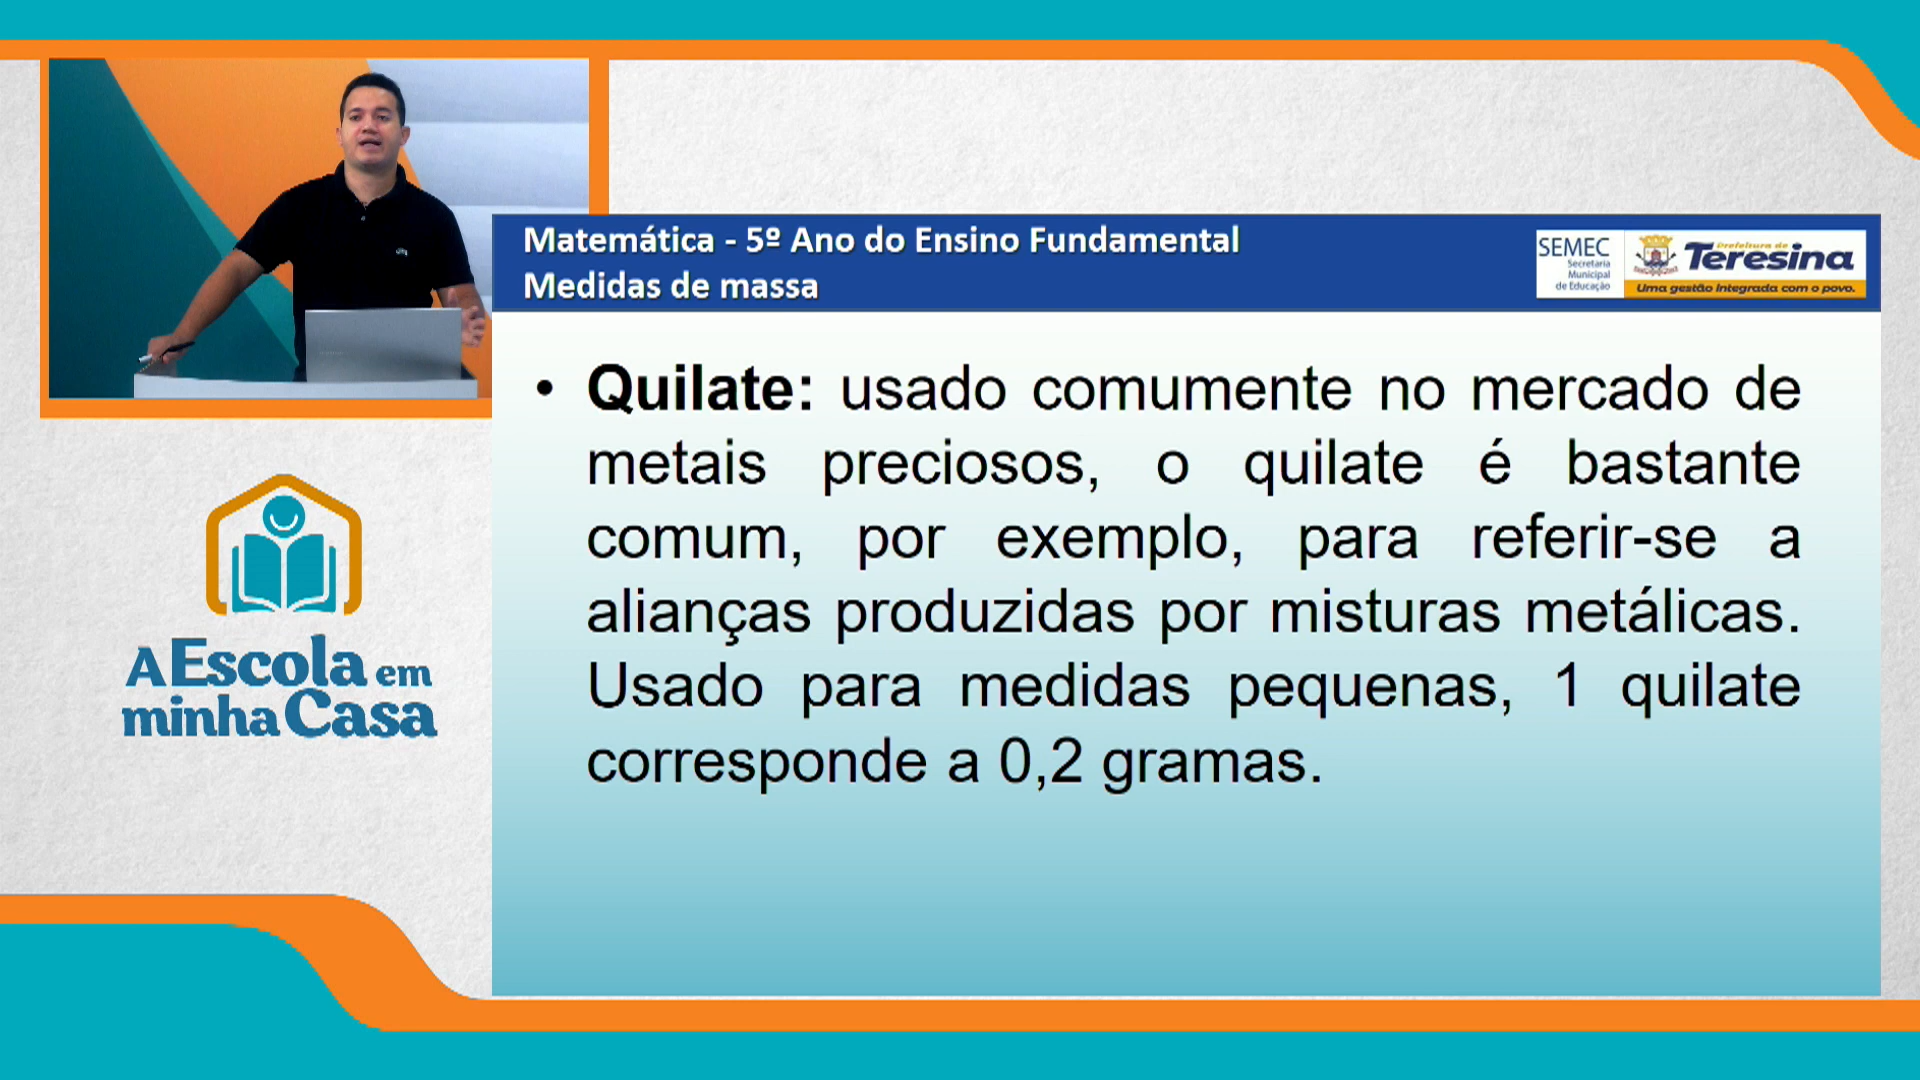 Matemática - 5º Ano do Ensino Fundamental
Medidas de massa
SEMEC
Secretaria
Municipal
de Educação
Prefeitura de
Teresina
Uma gestão integrada com o povo.
• Quilate: usado comumente no mercado de
metais preciosos, o quilate é bastante
comum, por exemplo, para referir-se a
alianças produzidas por misturas metálicas.
Usado para medidas pequenas, 1 quilate
corresponde a 0,2 gramas.
A Escola em
minha Casa